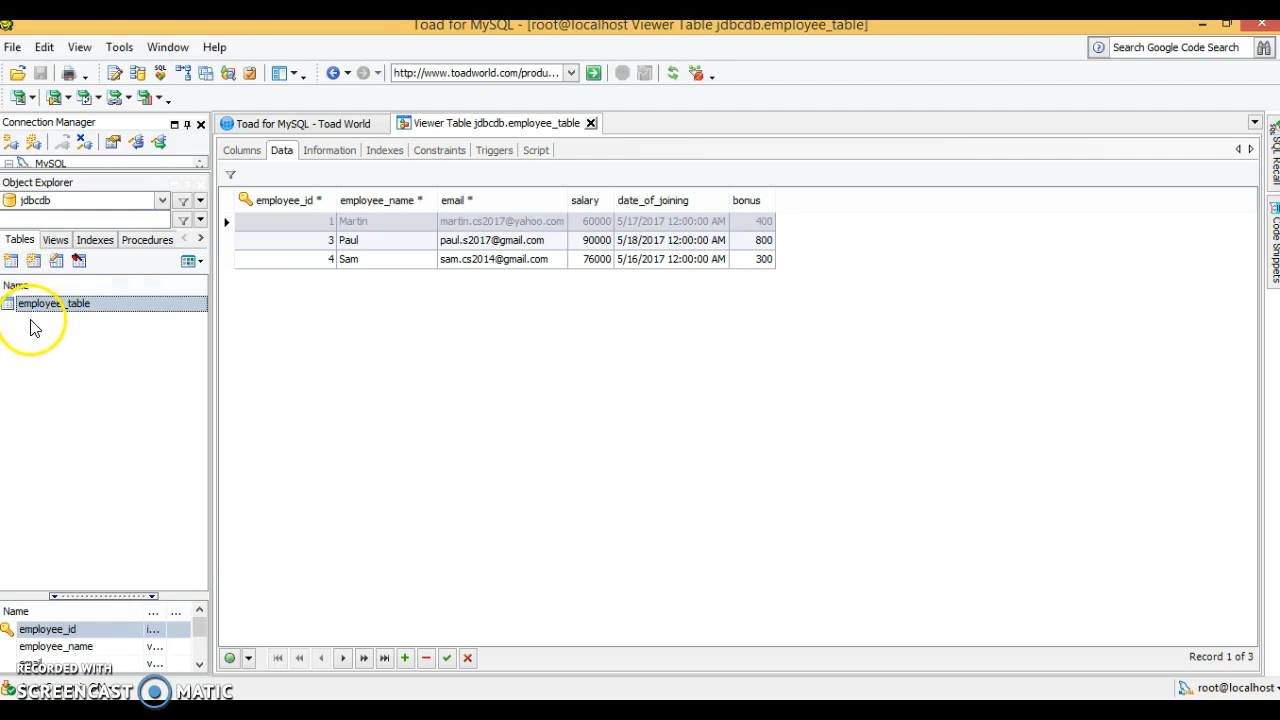 Toad for MySQL - [root@localhost Viewer Table jdbcdb.employee_table]
File Edit View Tools Window Help
Search Google Code Search
http://www.toadworld.com/produ...
Connection Manager
Toad for MySQL - Toad World
Viewer Table jdbcdb.employee_table
MySQL
Columns Data Information Indexes Constraints Triggers Script
Object Explorer
jdbcdb
Tables Views Indexes Procedures
Name
employee_table
employee_id * employee_name * email * salary date_of_joining bonus
1 Martin martin.cs2017@yahoo.com 60000 5/17/2017 12:00:00 AM 400
3 Paul paul.s2017@gmail.com 90000 5/18/2017 12:00:00 AM 800
4 Sam sam.cs2014@gmail.com 76000 5/16/2017 12:00:00 AM 300
SQL Recall
Code Snippets
Name ... ...
employee_id i...
employee_name v...
email v...
Record 1 of 3
RECORDED WITH
SCREENCAST MATIC
root@localhost